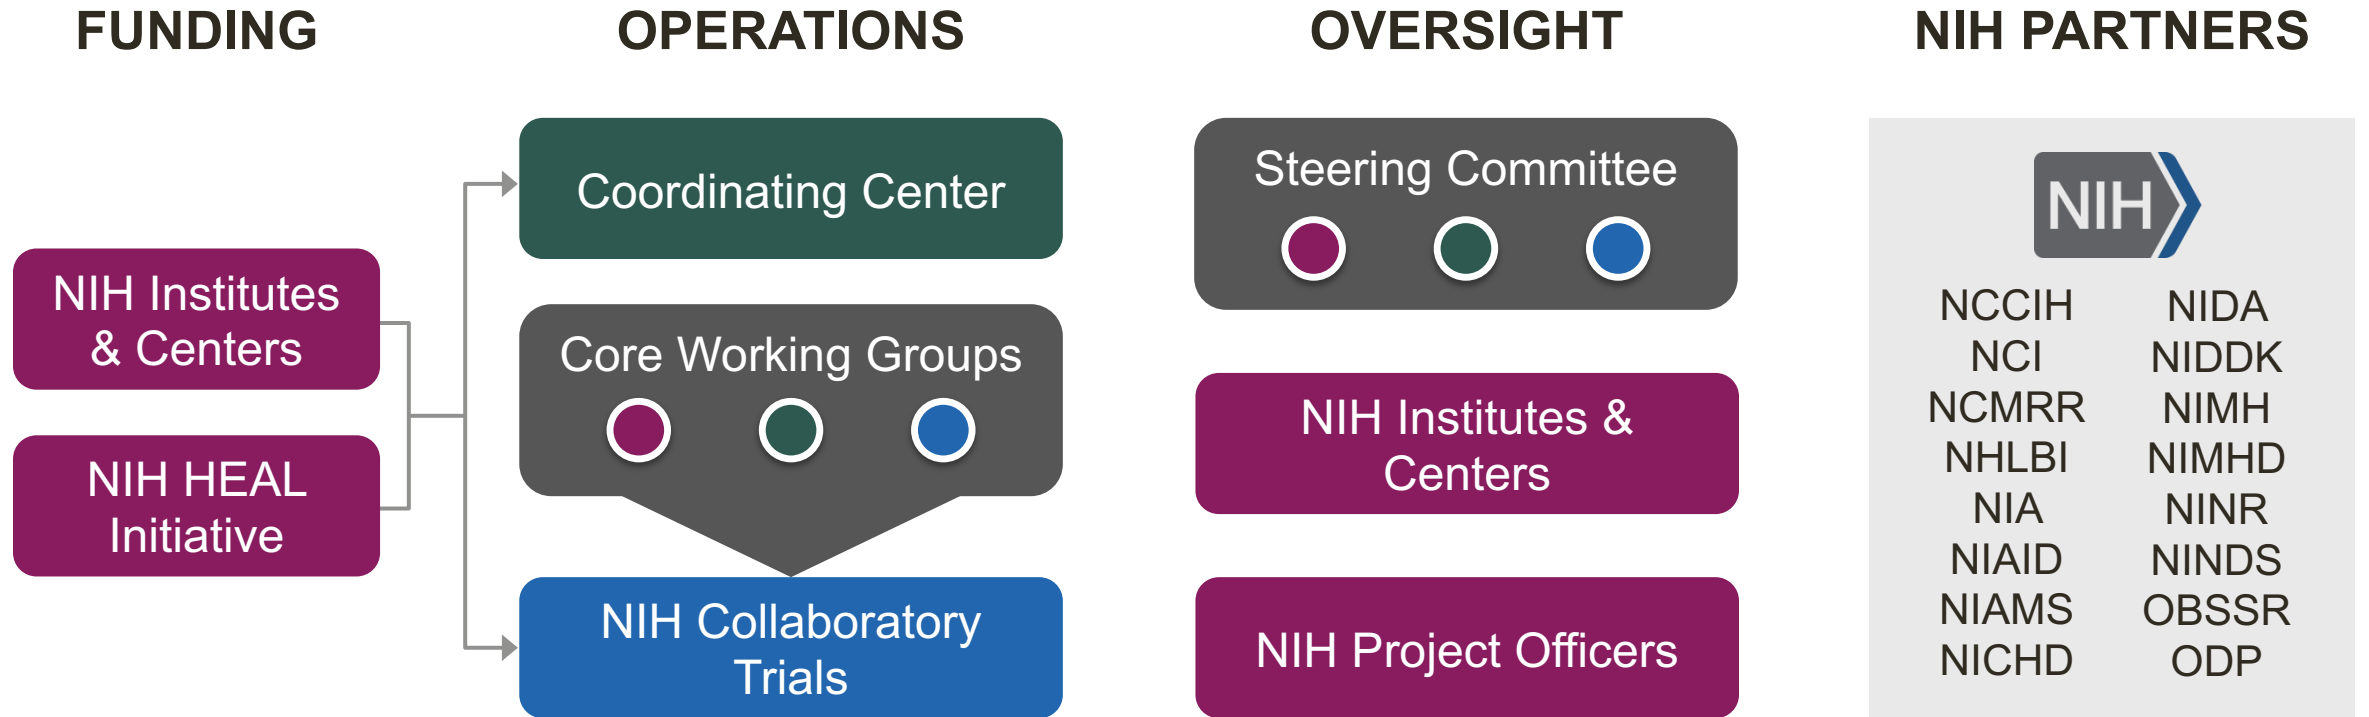 FUNDING
NIH Institutes
& Centers
NIH HEAL
Initiative
OPERATIONS
Coordinating Center
Core Working Groups
NIH Collaboratory
Trials
OVERSIGHT
Steering Committee
NIH Institutes &
Centers
NIH Project Officers
NIH PARTNERS
NIH
NCCIH
NCI
NCMRR
NHLBI
NIA
NIAID
NIAMS
NICHD
NIDA
NIDDK
NIMH
NIMHD
NINR
NINDS
OBSSR
ODP